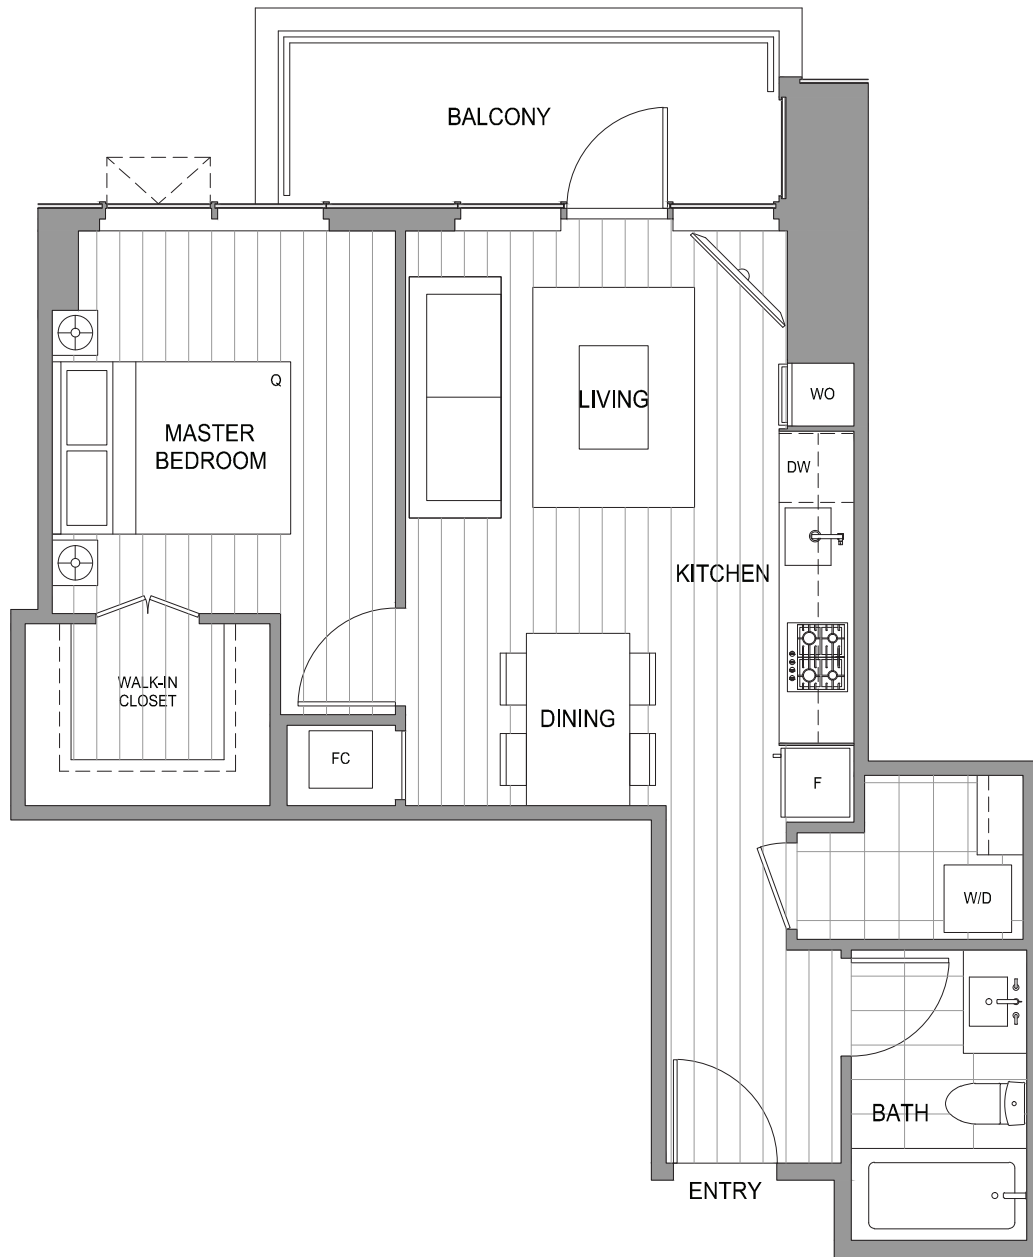 BALCONY
Q
WO
LIVING
MASTER
BEDROOM
DW
KITCHEN
WALK-IN
CLOSET
DINING
FC
F
W/D
BATH
ENTRY